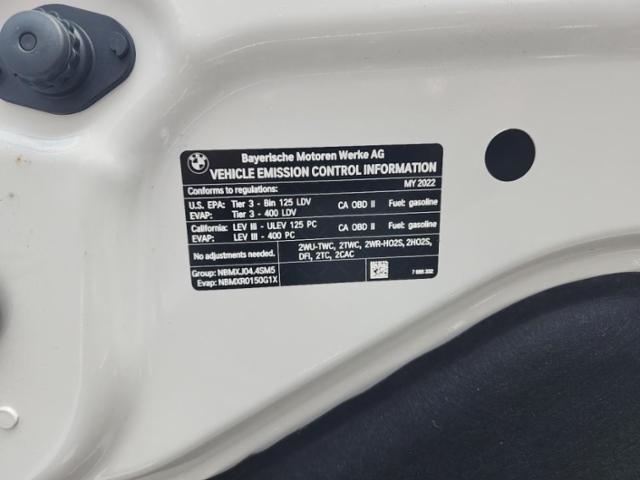 BMW
Bayerische Motoren Werke AG
VEHICLE EMISSION CONTROL INFORMATION
Conforms to regulations: MY 2022
U.S. EPA: Tier 3 - Bin 125 LDV CA OBD II Fuel: gasoline
EVAP: Tier 3 - 400 LDV
California: LEV III - ULEV 125 PC CA OBD II Fuel: gasoline
EVAP: LEV III - 400 PC
No adjustments needed. 2WU-TWC, 2TWC, 2WR-HO2S, 2HO2S,
DFI, 2TC, 2CAC
Group: NBMXJ04.4SM5
Evap: NBMXR0150G1X